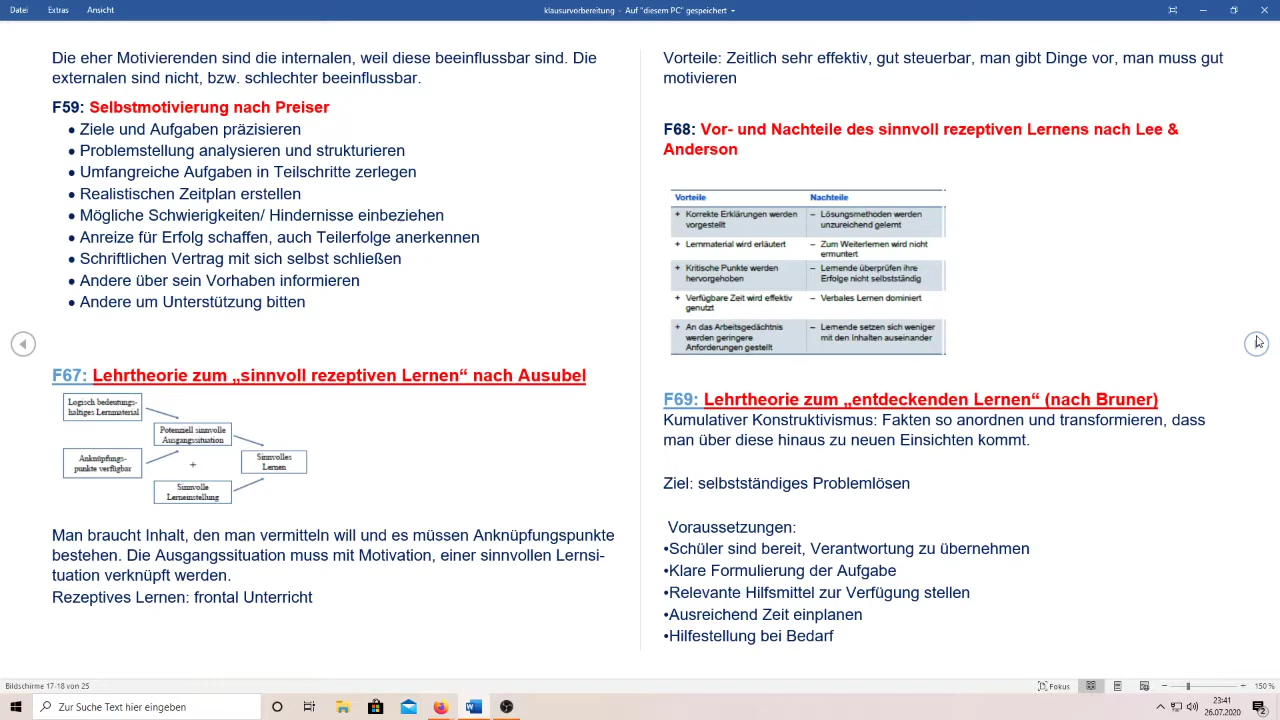 Datei Extras Ansicht
klausurvorbereitung - Auf "diesem PC" gespeichert
Die eher Motivierenden sind die internalen, weil diese beeinflussbar sind. Die
externalen sind nicht, bzw. schlechter beeinflussbar.
F59: Selbstmotivierung nach Preiser
• Ziele und Aufgaben präzisieren
• Problemstellung analysieren und strukturieren
• Umfangreiche Aufgaben in Teilschritte zerlegen
• Realistischen Zeitplan erstellen
• Mögliche Schwierigkeiten/ Hindernisse einbeziehen
• Anreize für Erfolg schaffen, auch Teilerfolge anerkennen
• Schriftlichen Vertrag mit sich selbst schließen
• Andere über sein Vorhaben informieren
• Andere um Unterstützung bitten
F67: Lehrtheorie zum „sinnvoll rezeptiven Lernen“ nach Ausubel
Logisch bedeutungs-
haltiges Lernmaterial
Potenziell sinnvolle
Ausgangssituation
Anknüpfungs-
punkte verfügbar
+
Sinnvolles
Lernen
Sinnvolle
Lerneinstellung
Man braucht Inhalt, den man vermitteln will und es müssen Anknüpfungspunkte
bestehen. Die Ausgangssituation muss mit Motivation, einer sinnvollen Lernsi-
tuation verknüpft werden.
Rezeptives Lernen: frontal Unterricht
Vorteile: Zeitlich sehr effektiv, gut steuerbar, man gibt Dinge vor, man muss gut
motivieren
F68: Vor- und Nachteile des sinnvoll rezeptiven Lernens nach Lee &
Anderson
Vorteile Nachteile
+ Korrekte Erklärungen werden – Lösungsmethoden werden
vorgestellt unzureichend gelernt
+ Lernmaterial wird erläutert – Zum Weiterlernen wird nicht
ermuntert
+ Kritische Punkte werden – Lernende überprüfen ihre
hervorgehoben Erfolge nicht selbstständig
+ Verfügbare Zeit wird effektiv – Verbales Lernen dominiert
genutzt
+ An das Arbeitsgedächtnis – Lernende setzen sich weniger
werden geringere mit den Inhalten auseinander
Anforderungen gestellt
F69: Lehrtheorie zum „entdeckenden Lernen“ (nach Bruner)
Kumulativer Konstruktivismus: Fakten so anordnen und transformieren, dass
man über diese hinaus zu neuen Einsichten kommt.
Ziel: selbstständiges Problemlösen
Voraussetzungen:
•Schüler sind bereit, Verantwortung zu übernehmen
•Klare Formulierung der Aufgabe
•Relevante Hilfsmittel zur Verfügung stellen
•Ausreichend Zeit einplanen
•Hilfestellung bei Bedarf
Bildschirme 17-18 von 25
Fokus
150 %
Zur Suche Text hier eingeben
23:41
26.07.2020
2